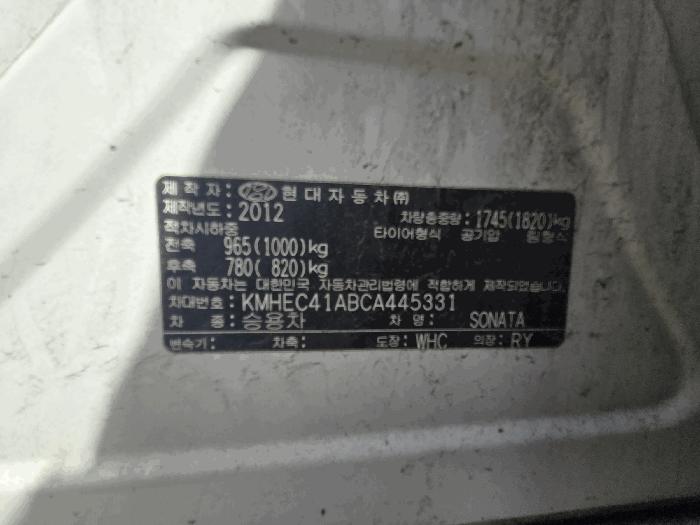 제 작 자 : 현 대 자 동 차 ㈜
제작년도 : 2012 차량총중량 : 1745(1820)kg
적차시하중 타이어형식 공기압 림형식
전축 965(1000)kg
후축 780( 820)kg
이 자동차는 대한민국 자동차관리법령에 적합하게 제작되었습니다.
차대번호 : KMHEC41ABCA445331
차 종 : 승용차 차 명 : SONATA
변속기 : 차축 : 도장 : WHC 의장 : RY